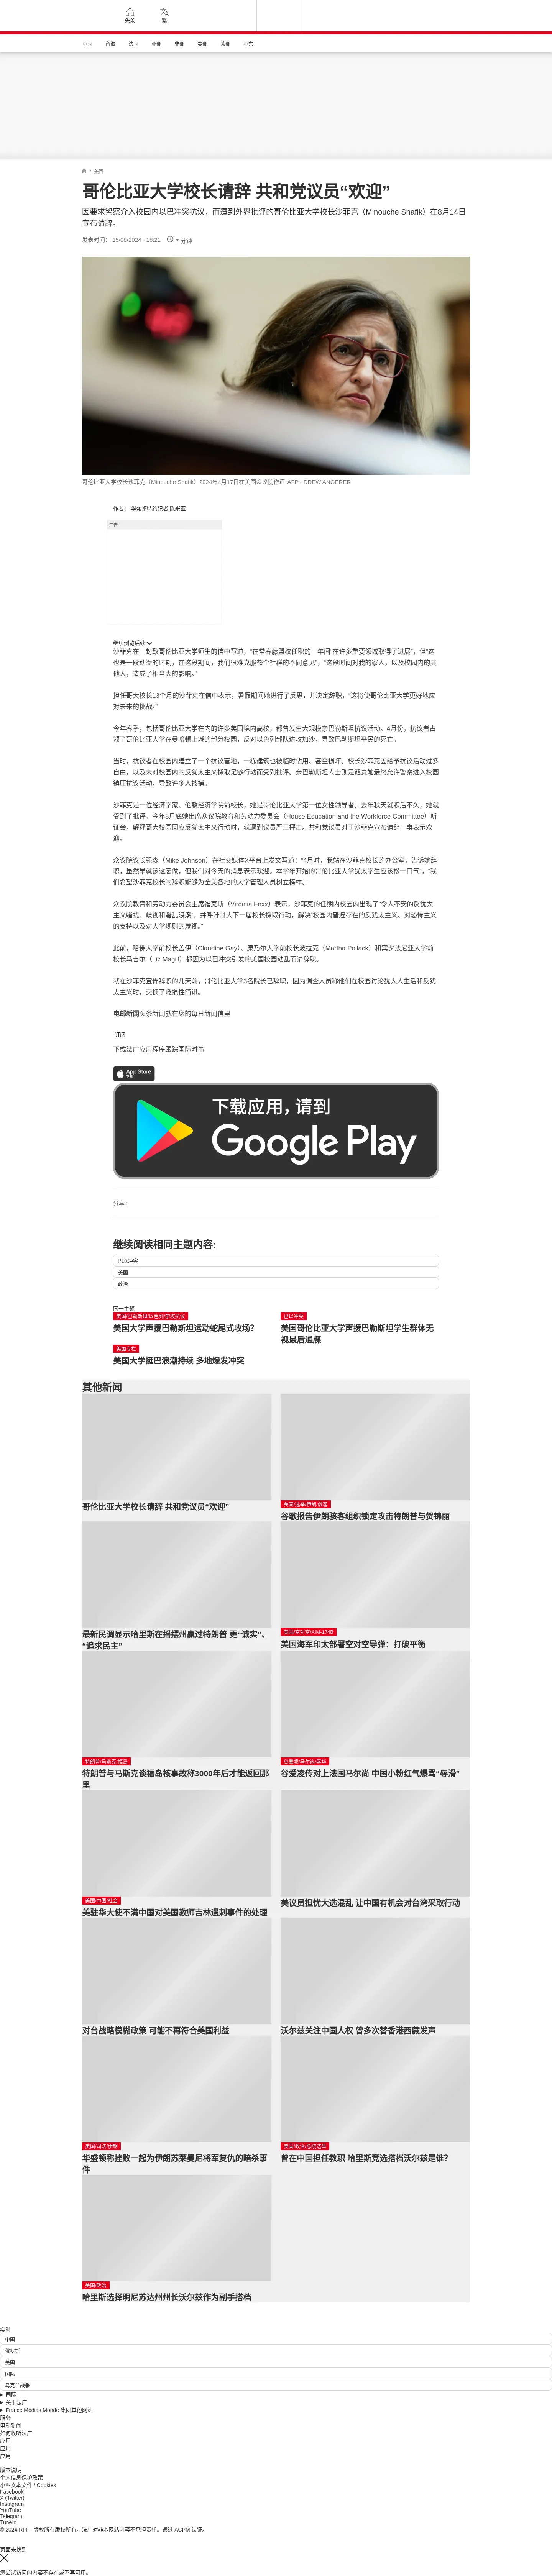 头条
繁
中国
台海
法国
亚洲
非洲
美洲
欧洲
中东
美国
哥伦比亚大学校长请辞 共和党议员“欢迎”
因要求警察介入校园内以巴冲突抗议，而遭到外界批评的哥伦比亚大学校长沙菲克（Minouche Shafik）在8月14日
宣布请辞。
发表时间： 15/08/2024 - 18:21
7 分钟
哥伦比亚大学校长沙菲克（Minouche Shafik）2024年4月17日在美国众议院作证 AFP - DREW ANGERER
作者： 华盛顿特约记者 陈米亚
广告
继续浏览后续
沙菲克在一封致哥伦比亚大学师生的信中写道，“在常春藤盟校任职的一年间“在许多重要领域取得了进展”，但“这
也是一段动盪的时期，在这段期间，我们很难克服整个社群的不同意见”，“这段时间对我的家人，以及校园内的其
他人，造成了相当大的影响。”
担任哥大校长13个月的沙菲克在信中表示，暑假期间她进行了反思，并决定辞职，“这将使哥伦比亚大学更好地应
对未来的挑战。”
今年春季，包括哥伦比亚大学在内的许多美国境内高校，都曾发生大规模亲巴勒斯坦抗议活动。4月份，抗议者占
领了哥伦比亚大学在曼哈顿上城的部分校园，反对以色列部队进攻加沙，导致巴勒斯坦平民的死亡。
当时，抗议者在校园内建立了一个抗议营地，一栋建筑也被临时佔用、甚至损坏。校长沙菲克因给予抗议活动过多
自由，以及未对校园内的反犹太主义採取足够行动而受到批评。亲巴勒斯坦人士则是谴责她最终允许警察进入校园
镇压抗议活动，导致许多人被捕。
沙菲克是一位经济学家、伦敦经济学院前校长，她是哥伦比亚大学第一位女性领导者。去年秋天就职后不久，她就
受到了批评。今年5月底她出席众议院教育和劳动力委员会（House Education and the Workforce Committee）听
证会，解释哥大校园回应反犹太主义行动时，就遭到议员严正抨击。共和党议员对于沙菲克宣布请辞一事表示欢
迎。
众议院议长强森（Mike Johnson）在社交媒体X平台上发文写道：“4月时，我站在沙菲克校长的办公室，告诉她辞
职，虽然早就该这麽做，但我们对今天的消息表示欢迎。本学年开始的哥伦比亚大学犹太学生应该松一口气”，“我
们希望沙菲克校长的辞职能够为全美各地的大学管理人员树立榜样。”
众议院教育和劳动力委员会主席福克斯（Virginia Foxx）表示，沙菲克的任期内校园内出现了“令人不安的反犹太
主义骚扰、歧视和骚乱浪潮”，并呼吁哥大下一届校长採取行动，解决“校园内普遍存在的反犹太主义、对恐怖主义
的支持以及对大学规则的蔑视。”
此前，哈佛大学前校长盖伊（Claudine Gay）、康乃尔大学前校长波拉克（Martha Pollack）和宾夕法尼亚大学前
校长马吉尔（Liz Magill）都因为以巴冲突引发的美国校园动乱而请辞职。
就在沙菲克宣佈辞职的几天前，哥伦比亚大学3名院长已辞职，因为调查人员称他们在校园讨论犹太人生活和反犹
太主义时，交换了贬损性简讯。
电邮新闻头条新闻就在您的每日新闻信里
订阅
下载法广应用程序跟踪国际时事
App Store
下载
下载应用，请到
Google Play
分享 :
继续阅读相同主题内容:
巴以冲突
美国
政治
同一主题
美国/巴勒斯坦/以色列/学校抗议
美国大学声援巴勒斯坦运动蛇尾式收场？
巴以冲突
美国哥伦比亚大学声援巴勒斯坦学生群体无
视最后通牒
美国专栏
美国大学挺巴浪潮持续 多地爆发冲突
其他新闻
哥伦比亚大学校长请辞 共和党议员“欢迎”
美国/选举/伊朗/骇客
谷歌报告伊朗骇客组织锁定攻击特朗普与贺锦丽
最新民调显示哈里斯在摇摆州赢过特朗普 更“诚实”、
“追求民主”
美国/空对空/AIM-174B
美国海军印太部署空对空导弹：打破平衡
特朗普/马斯克/福岛
特朗普与马斯克谈福岛核事故称3000年后才能返回那
里
谷爱凌/马尔尚/辱华
谷爱凌传对上法国马尔尚 中国小粉红气爆骂“辱滑”
美国/中国/社会
美驻华大使不满中国对美国教师吉林遇刺事件的处理
美议员担忧大选混乱 让中国有机会对台湾采取行动
对台战略模糊政策 可能不再符合美国利益
沃尔兹关注中国人权 曾多次替香港西藏发声
美国/司法/伊朗
华盛顿称挫败一起为伊朗苏莱曼尼将军复仇的暗杀事
件
美国/政治/总统选举
曾在中国担任教职 哈里斯竞选搭档沃尔兹是谁？
美国/政治
哈里斯选择明尼苏达州州长沃尔兹作为副手搭档
实时
中国
俄罗斯
美国
国际
乌克兰战争
国际
关于法广
France Médias Monde 集团其他网站
服务
电邮新闻
如何收听法广
应用
应用
应用
版本说明
个人信息保护政策
小型文本文件 / Cookies
Facebook
X (Twitter)
Instagram
YouTube
Telegram
TuneIn
© 2024 RFI – 版权所有版权所有。法广对非本网站内容不承担责任。通过 ACPM 认证。
页面未找到
您尝试访问的内容不存在或不再可用。